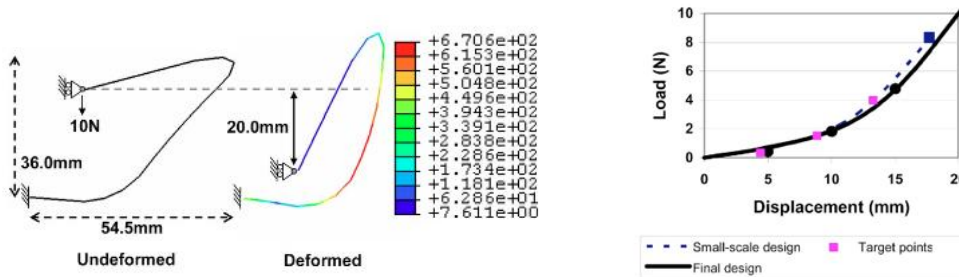 10N
36.0mm
54.5mm
Undeformed
20.0mm
Deformed
+6.706e+02
+6.153e+02
+5.601e+02
+5.048e+02
+4.496e+02
+3.943e+02
+3.391e+02
+2.838e+02
+2.286e+02
+1.734e+02
+1.181e+02
+6.286e+01
+7.611e+00
Load (N)
10
8
6
4
2
0
0 5 10 15 20
Displacement (mm)
Small-scale design Target points
Final design